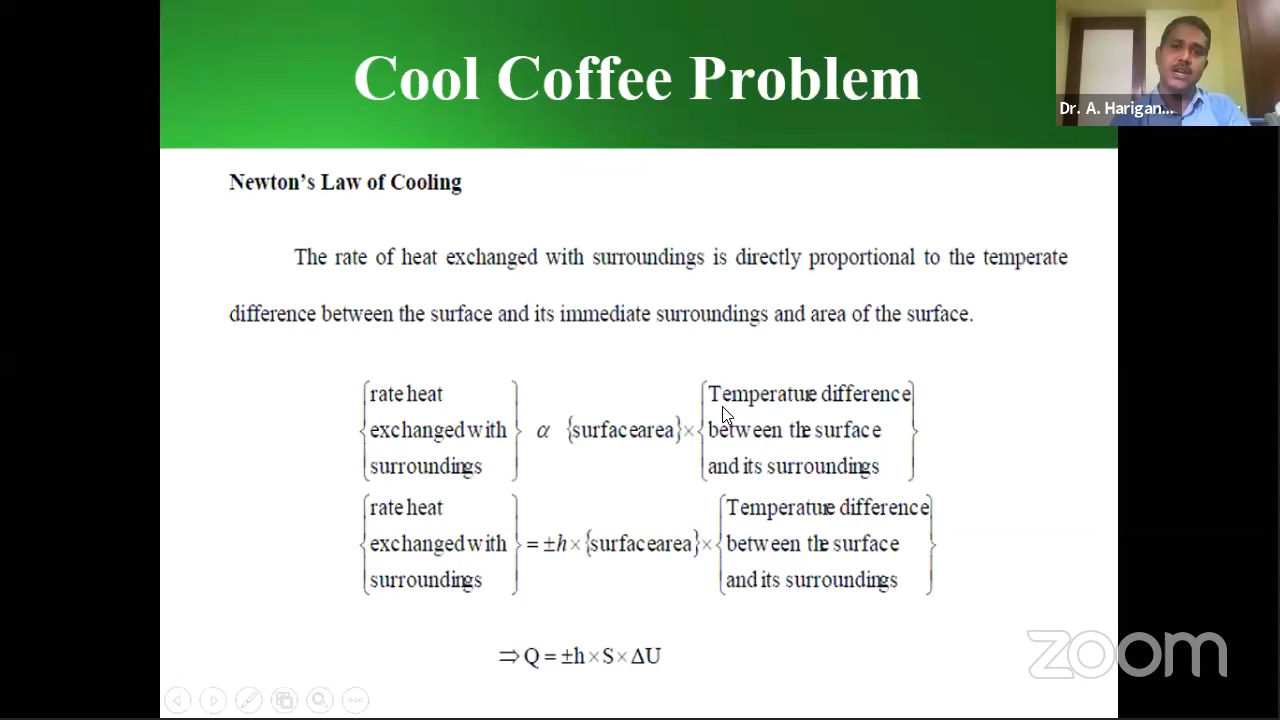 Cool Coffee Problem
Dr. A. Harigan...
Newton's Law of Cooling
The rate of heat exchanged with surroundings is directly proportional to the temperate
difference between the surface and its immediate surroundings and area of the surface.
{rate heat exchanged with surroundings} α {surface area} × {Temperature difference between the surface and its surroundings}
{rate heat exchanged with surroundings} = ±h × {surface area} × {Temperature difference between the surface and its surroundings}
⇒ Q = ±h × S × ΔU
zoom